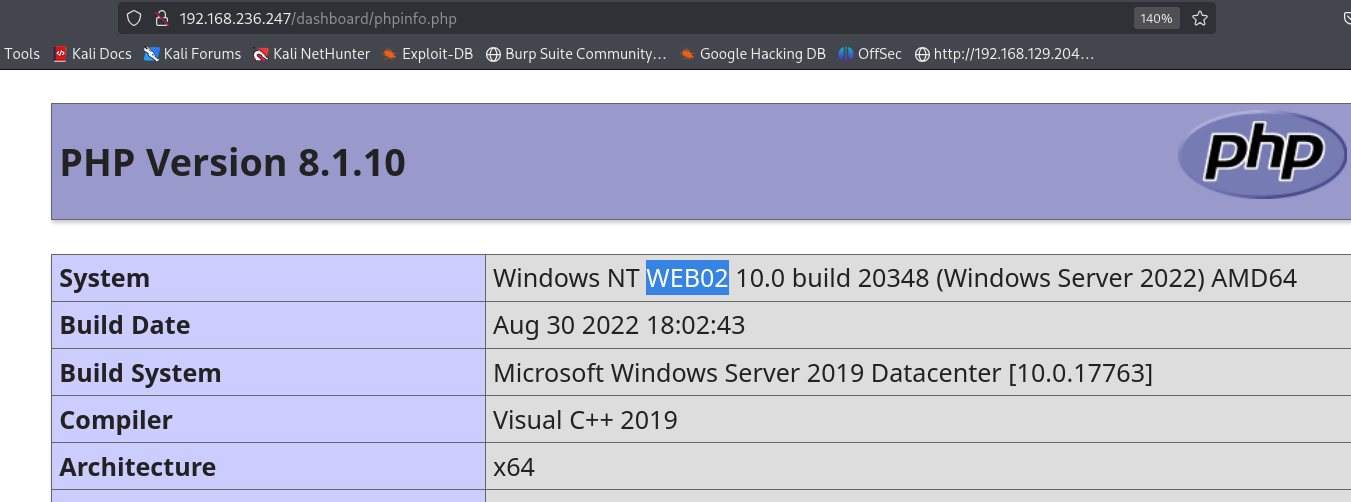 192.168.236.247/dashboard/phpinfo.php 140%
Tools Kali Docs Kali Forums Kali NetHunter Exploit-DB Burp Suite Community… Google Hacking DB OffSec http://192.168.129.204…
PHP Version 8.1.10 php
System Windows NT WEB02 10.0 build 20348 (Windows Server 2022) AMD64
Build Date Aug 30 2022 18:02:43
Build System Microsoft Windows Server 2019 Datacenter [10.0.17763]
Compiler Visual C++ 2019
Architecture x64